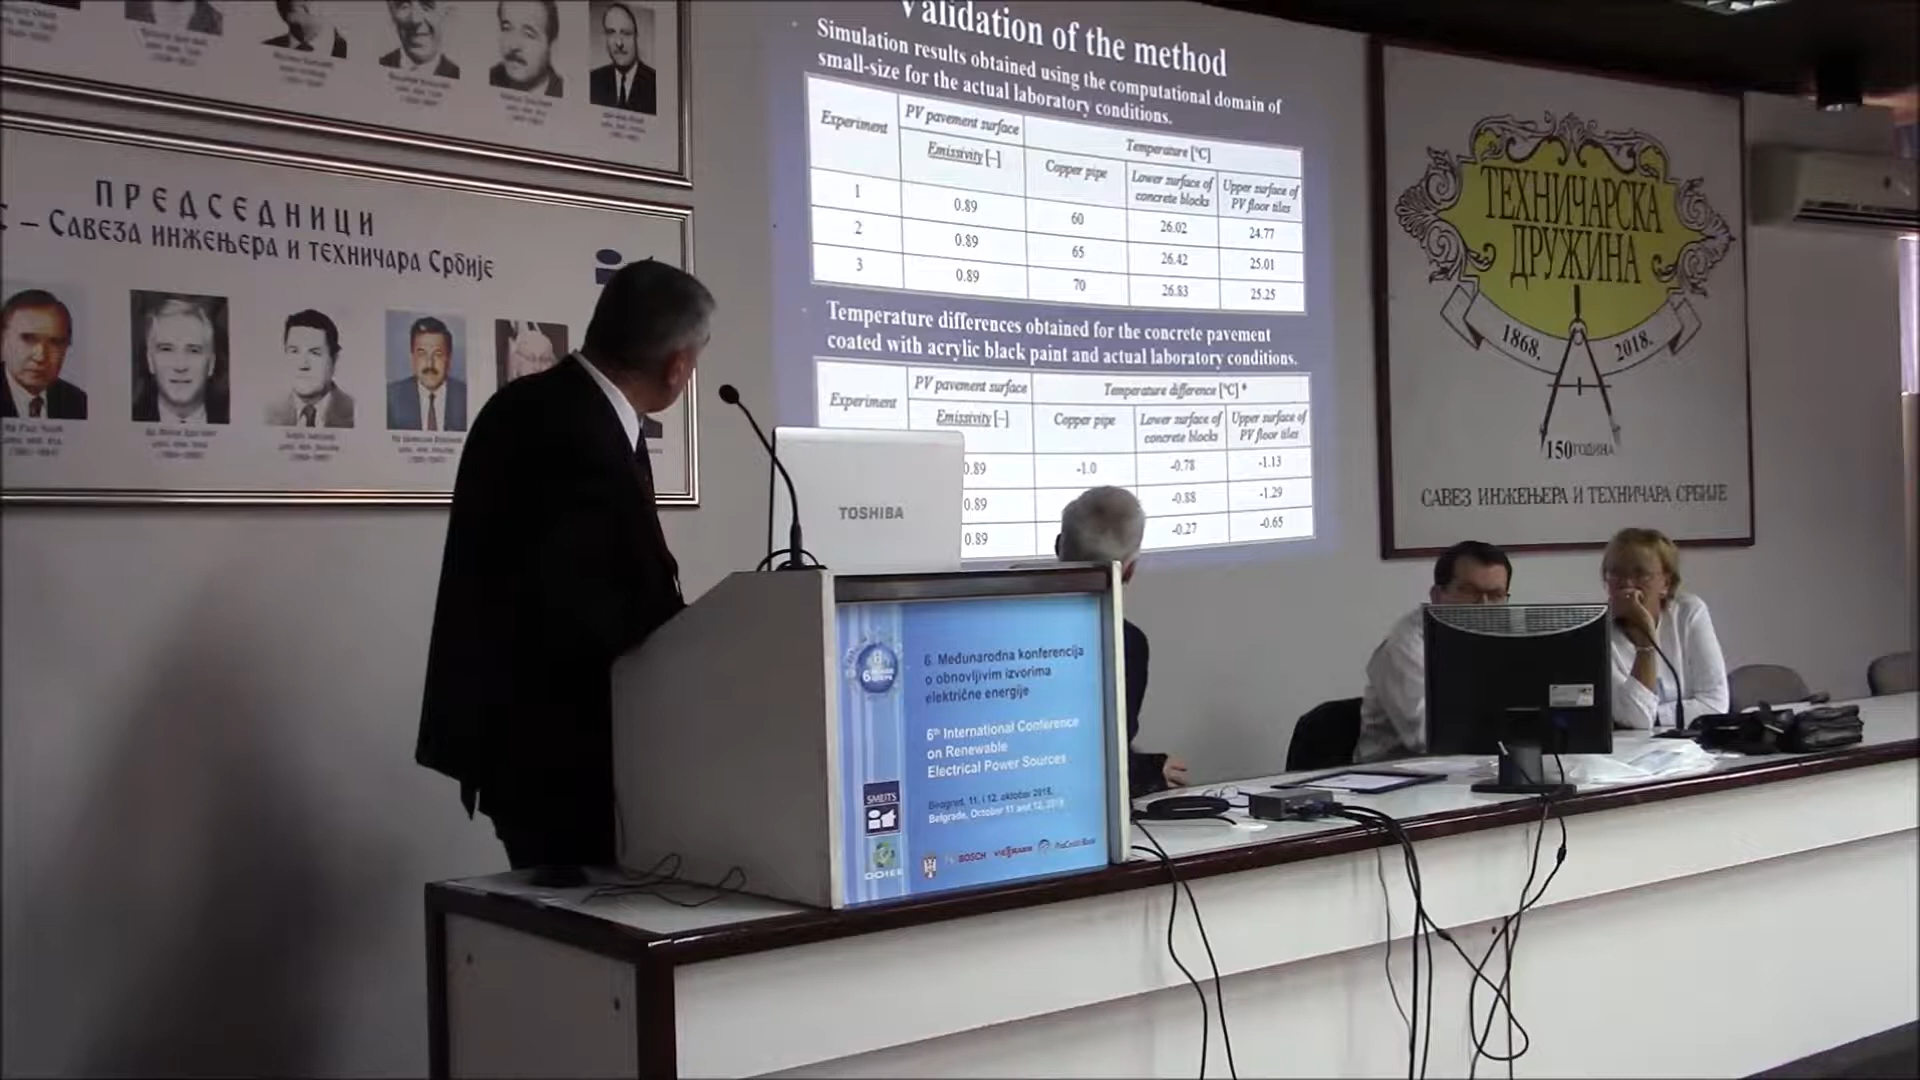 ПРЕДСЕДНИЦИ
– САВЕЗА ИНЖЕЊЕРА И ТЕХНИЧАРА СРБИЈЕ
Validation of the method
Simulation results obtained using the computational domain of
small-size for the actual laboratory conditions.
Experiment
PV pavement surface
Temperature [°C]
Emissivity [–]
Copper pipe
Lower surface of
concrete blocks
Upper surface of
PV floor tiles
1 0.89 60 26.02 24.77
2 0.89 65 26.42 25.01
3 0.89 70 26.83 25.25
Temperature differences obtained for the concrete pavement
coated with acrylic black paint and actual laboratory conditions.
Experiment
PV pavement surface
Temperature difference [°C] *
Emissivity [–]
Copper pipe
Lower surface of
concrete blocks
Upper surface of
PV floor tiles
0.89 -1.0 -0.78 -1.13
0.89 -0.88 -1.29
0.89 -0.27 -0.65
TOSHIBA
6. Međunarodna konferencija
o obnovljivim izvorima
električne energije
6th International Conference
on Renewable
Electrical Power Sources
Beograd, 11. i 12. oktobar 2018.
Belgrade, October 11 and 12, 2018
SMEITS
BOSCH
ТЕХНИЧАРСКА
ДРУЖИНА
1868.
2018.
150 ГОДИНА
САВЕЗ ИНЖЕЊЕРА И ТЕХНИЧАРА СРБИЈЕ